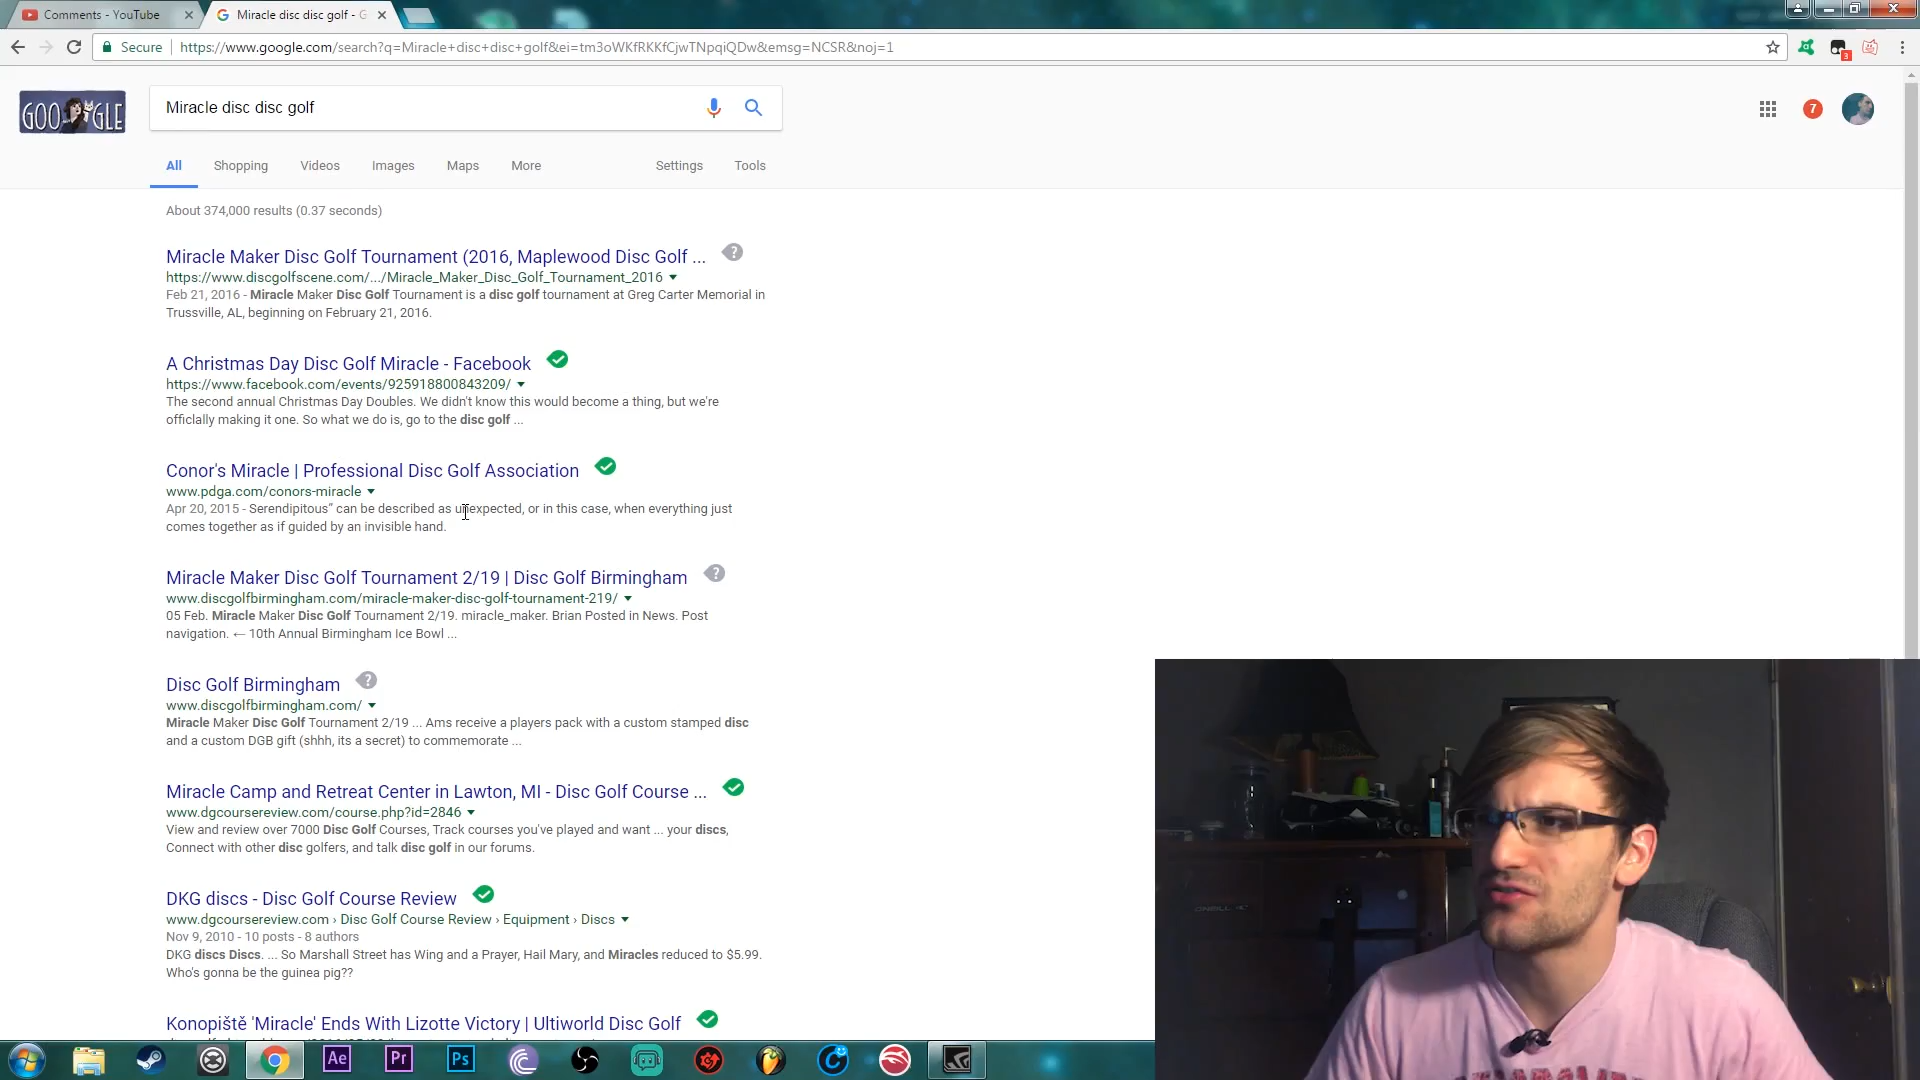 Comments - YouTube
Miracle disc disc golf - G
Secure
https://www.google.com/search?q=Miracle+disc+disc+golf&ei=tm3oWKfRKKfCjwTNpqiQDw&emsg=NCSR&noj=1
3
GOOGLE
Miracle disc disc golf
7
All Shopping Videos Images Maps More Settings Tools
About 374,000 results (0.37 seconds)
Miracle Maker Disc Golf Tournament (2016, Maplewood Disc Golf ...
https://www.discgolfscene.com/.../Miracle_Maker_Disc_Golf_Tournament_2016
Feb 21, 2016 - Miracle Maker Disc Golf Tournament is a disc golf tournament at Greg Carter Memorial in
Trussville, AL, beginning on February 21, 2016.
A Christmas Day Disc Golf Miracle - Facebook
https://www.facebook.com/events/925918800843209/
The second annual Christmas Day Doubles. We didn't know this would become a thing, but we're
officially making it one. So what we do is, go to the disc golf ...
Conor's Miracle | Professional Disc Golf Association
www.pdga.com/conors-miracle
Apr 20, 2015 - Serendipitous" can be described as unexpected, or in this case, when everything just
comes together as if guided by an invisible hand.
Miracle Maker Disc Golf Tournament 2/19 | Disc Golf Birmingham
www.discgolfbirmingham.com/miracle-maker-disc-golf-tournament-219/
05 Feb. Miracle Maker Disc Golf Tournament 2/19. miracle_maker. Brian Posted in News. Post
navigation. ← 10th Annual Birmingham Ice Bowl ...
Disc Golf Birmingham
www.discgolfbirmingham.com/
Miracle Maker Disc Golf Tournament 2/19 ... Ams receive a players pack with a custom stamped disc
and a custom DGB gift (shhh, its a secret) to commemorate ...
Miracle Camp and Retreat Center in Lawton, MI - Disc Golf Course ...
www.dgcoursereview.com/course.php?id=2846
View and review over 7000 Disc Golf Courses, Track courses you've played and want ... your discs,
Connect with other disc golfers, and talk disc golf in our forums.
DKG discs - Disc Golf Course Review
www.dgcoursereview.com › Disc Golf Course Review › Equipment › Discs
Nov 9, 2010 - 10 posts - 8 authors
DKG discs Discs. ... So Marshall Street has Wing and a Prayer, Hail Mary, and Miracles reduced to $5.99.
Who's gonna be the guinea pig??
Konopiště 'Miracle' Ends With Lizotte Victory | Ultiworld Disc Golf
O'NEILL
Ae Pr Ps